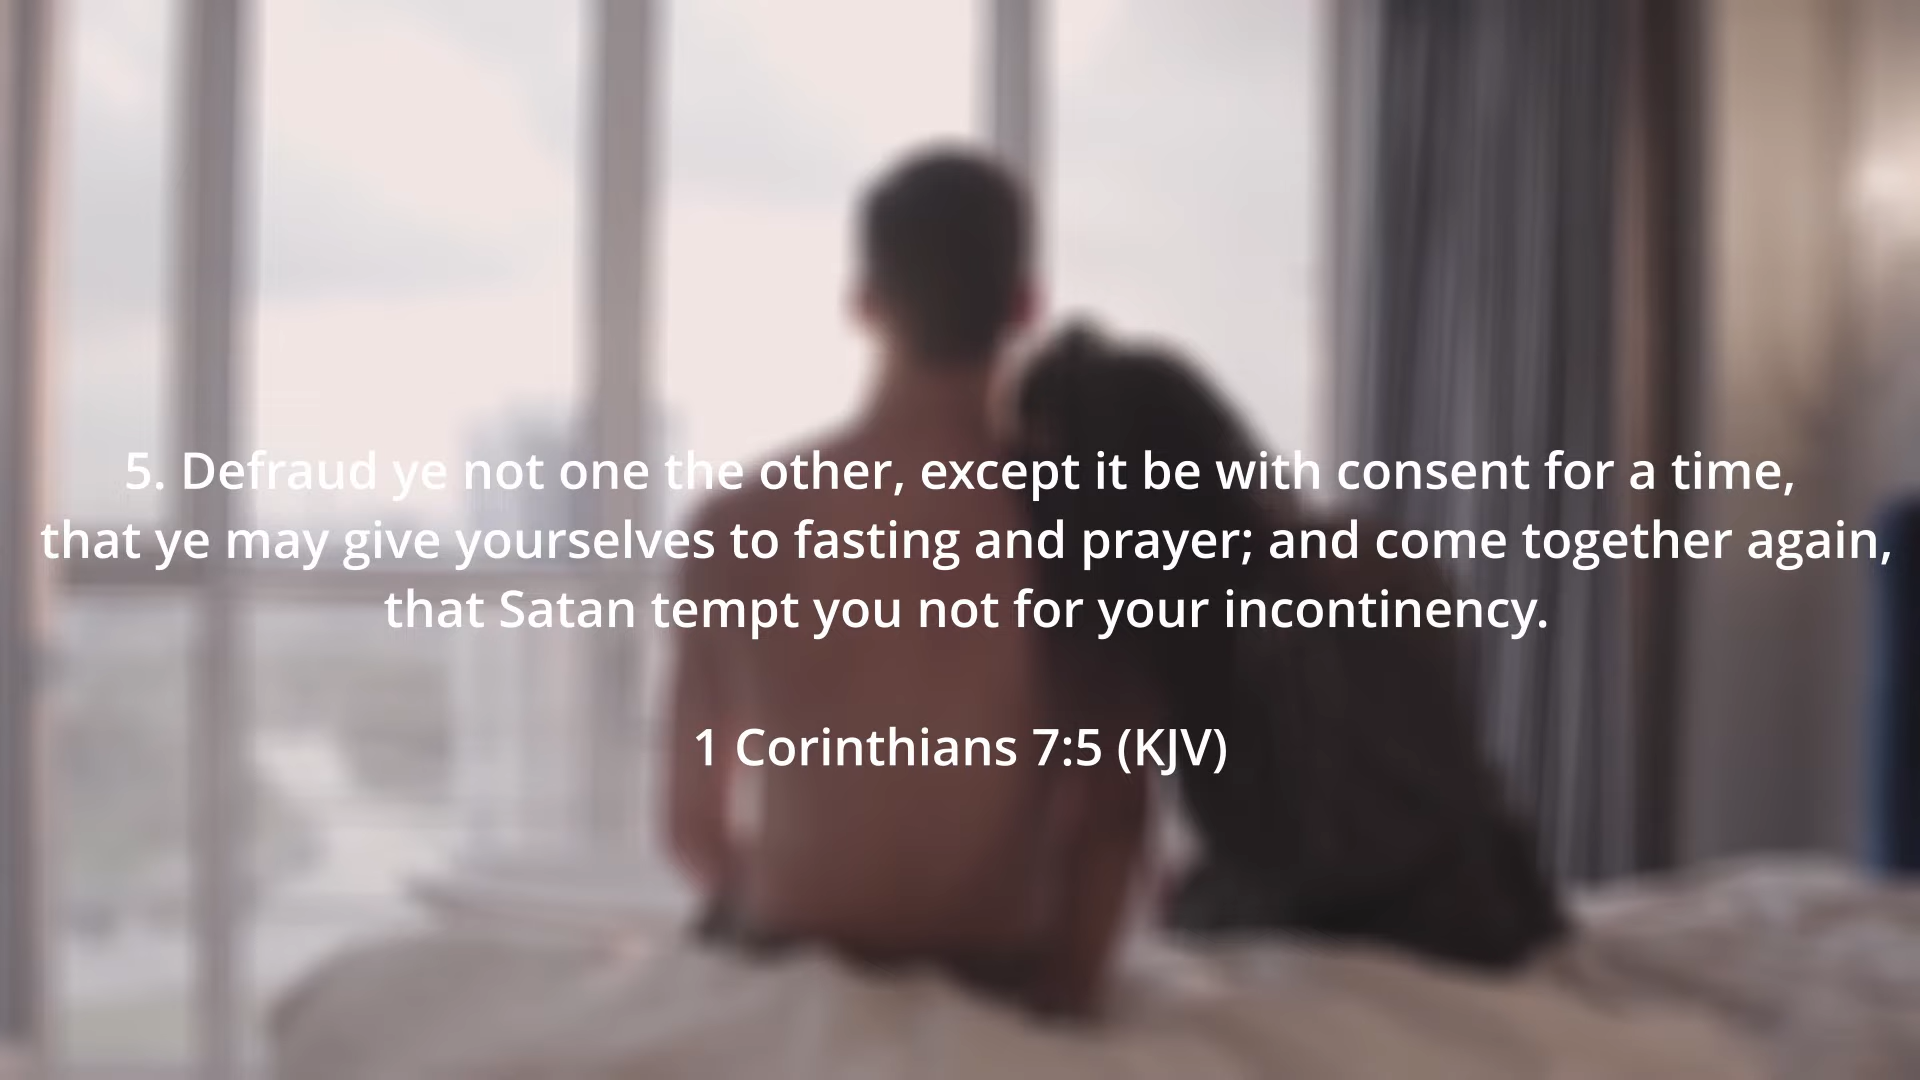 5. Defraud ye not one the other, except it be with consent for a time,
that ye may give yourselves to fasting and prayer; and come together again,
that Satan tempt you not for your incontinency.
1 Corinthians 7:5 (KJV)